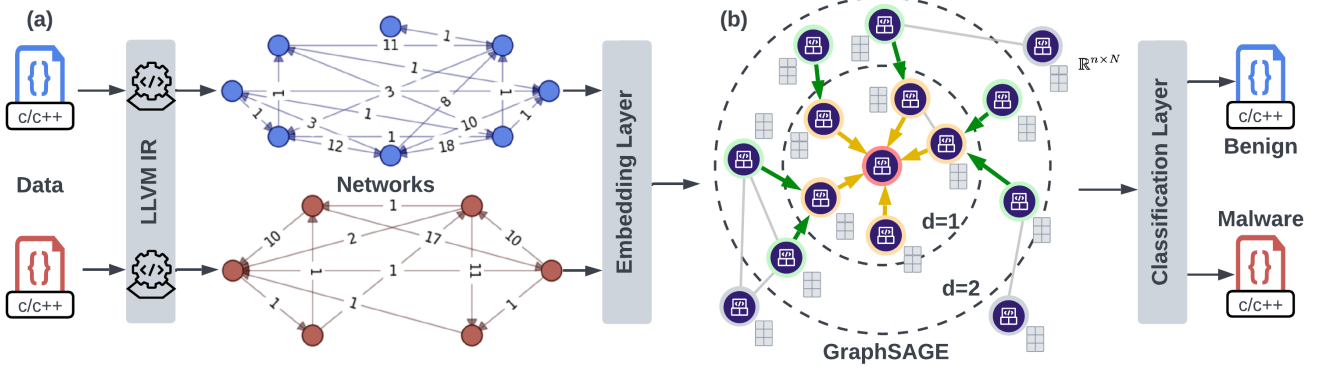 (a)
c/c++
Data
c/c++
LLVM IR
1
11
1
1
3
1
8
1
1
3
1
10
1
12
18
Networks
1
10
2
17
10
1
1
11
1
1
1
Embedding Layer
(b)
d=1
d=2
GraphSAGE
ℝⁿˣᴺ
Classification Layer
c/c++
Benign
Malware
c/c++